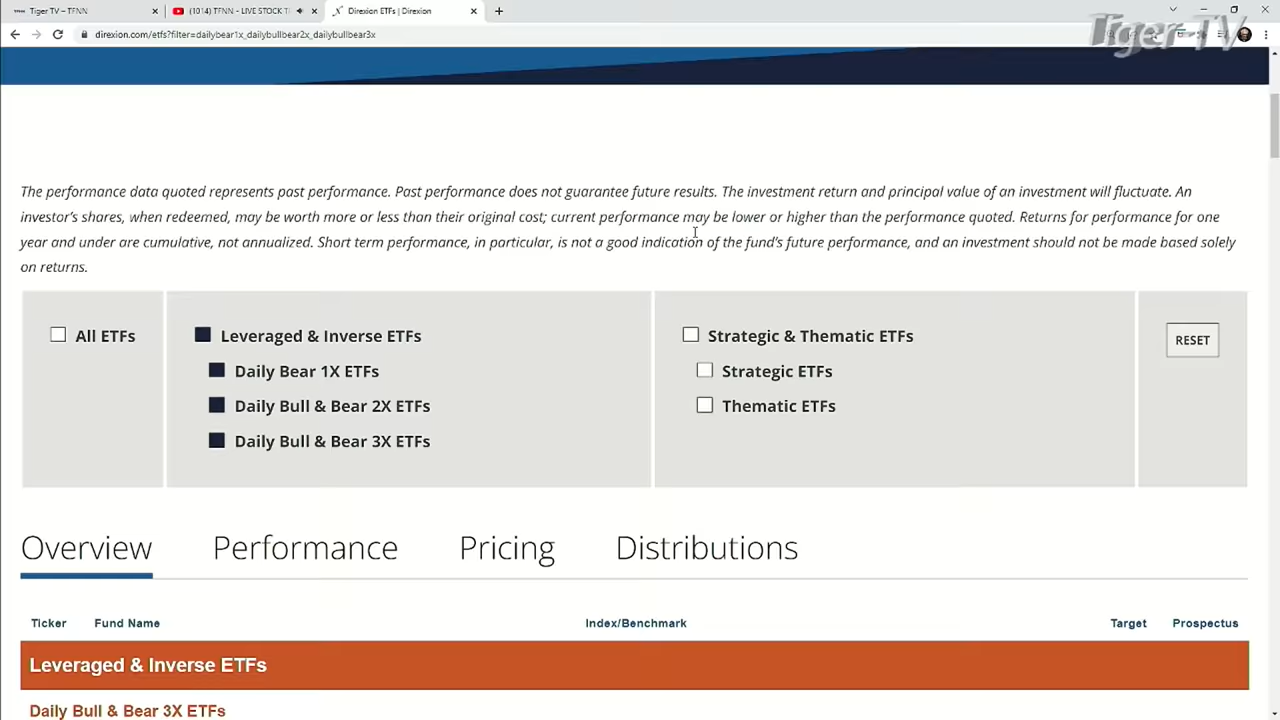 Tiger TV – TFNN
(1014) TFNN - LIVE STOCK T
Direxion ETFs | Direxion
direxion.com/etfs?filter=dailybear1x_dailybullbear2x_dailybullbear3x
Tiger TV
The performance data quoted represents past performance. Past performance does not guarantee future results. The investment return and principal value of an investment will fluctuate. An
investor's shares, when redeemed, may be worth more or less than their original cost; current performance may be lower or higher than the performance quoted. Returns for performance for one
year and under are cumulative, not annualized. Short term performance, in particular, is not a good indication of the fund's future performance, and an investment should not be made based solely
on returns.
All ETFs
Leveraged & Inverse ETFs
Daily Bear 1X ETFs
Daily Bull & Bear 2X ETFs
Daily Bull & Bear 3X ETFs
Strategic & Thematic ETFs
Strategic ETFs
Thematic ETFs
RESET
Overview Performance Pricing Distributions
Ticker Fund Name Index/Benchmark Target Prospectus
Leveraged & Inverse ETFs
Daily Bull & Bear 3X ETFs